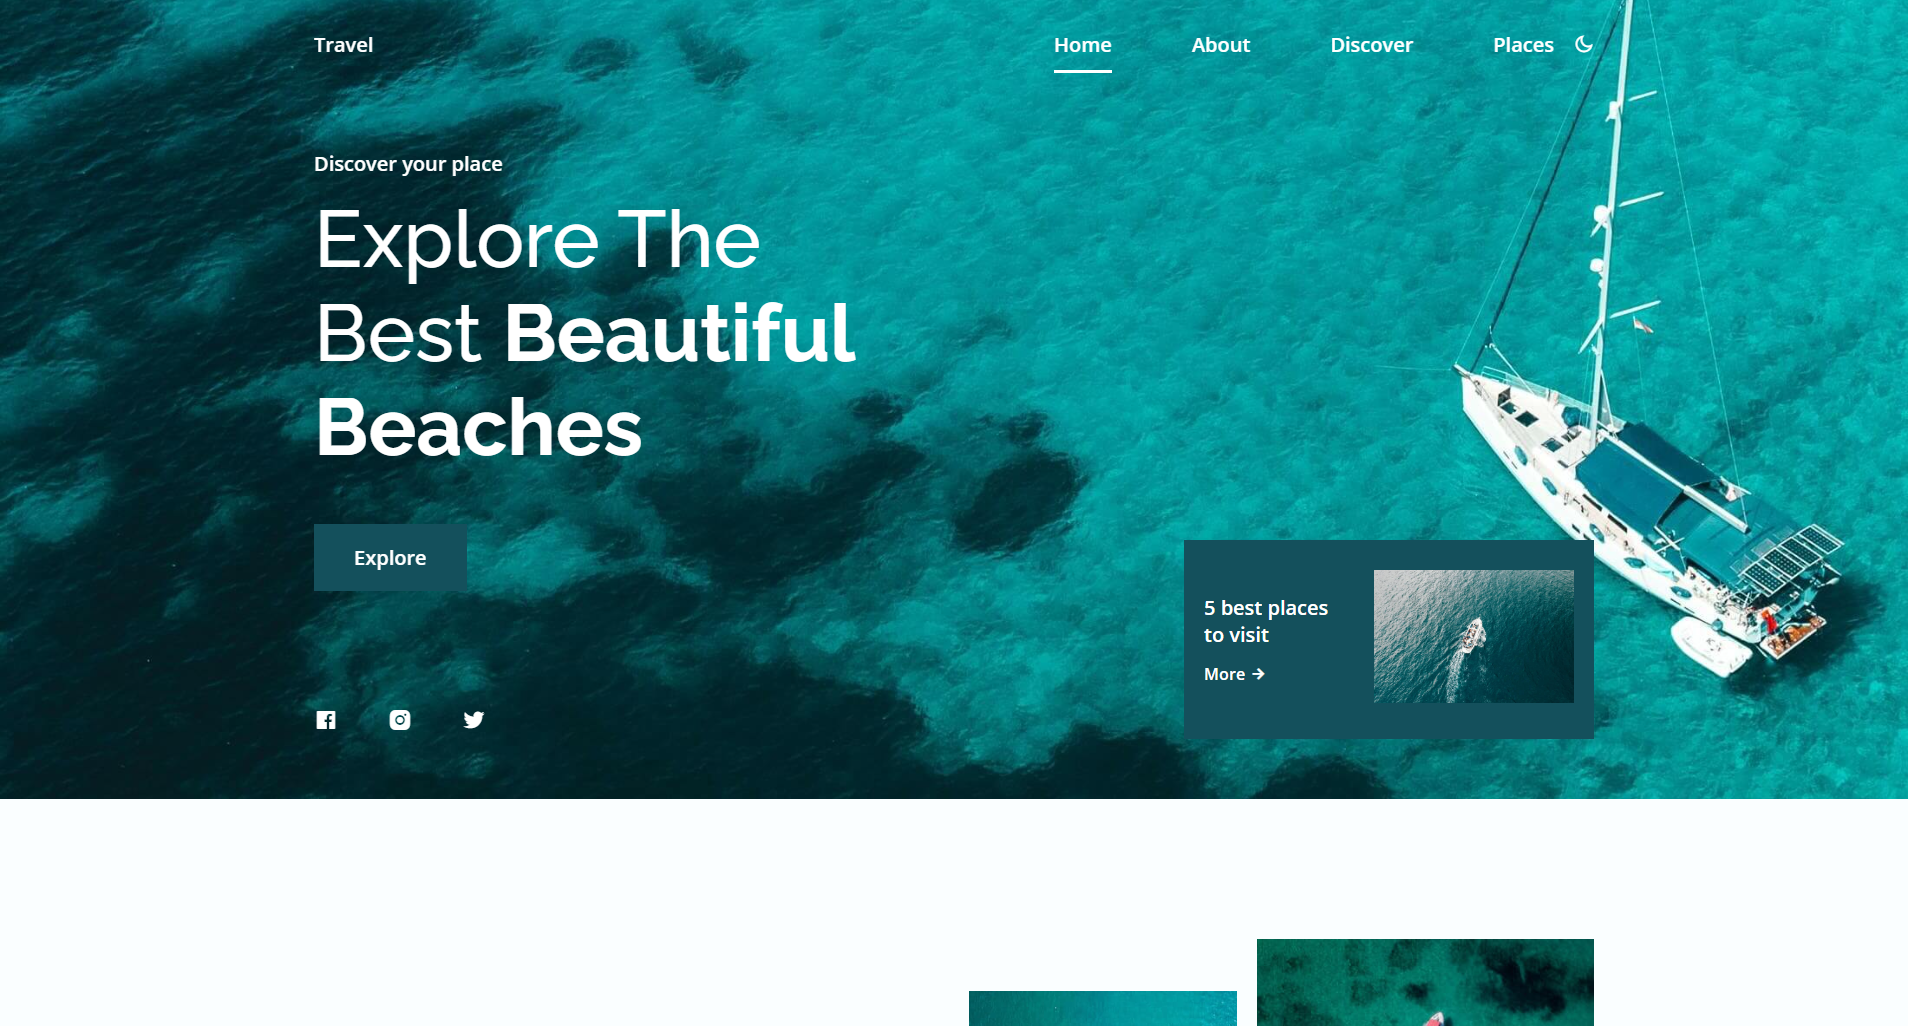 Travel
Home
About
Discover
Places
Discover your place
Explore The
Best Beautiful
Beaches
Explore
5 best places
to visit
More